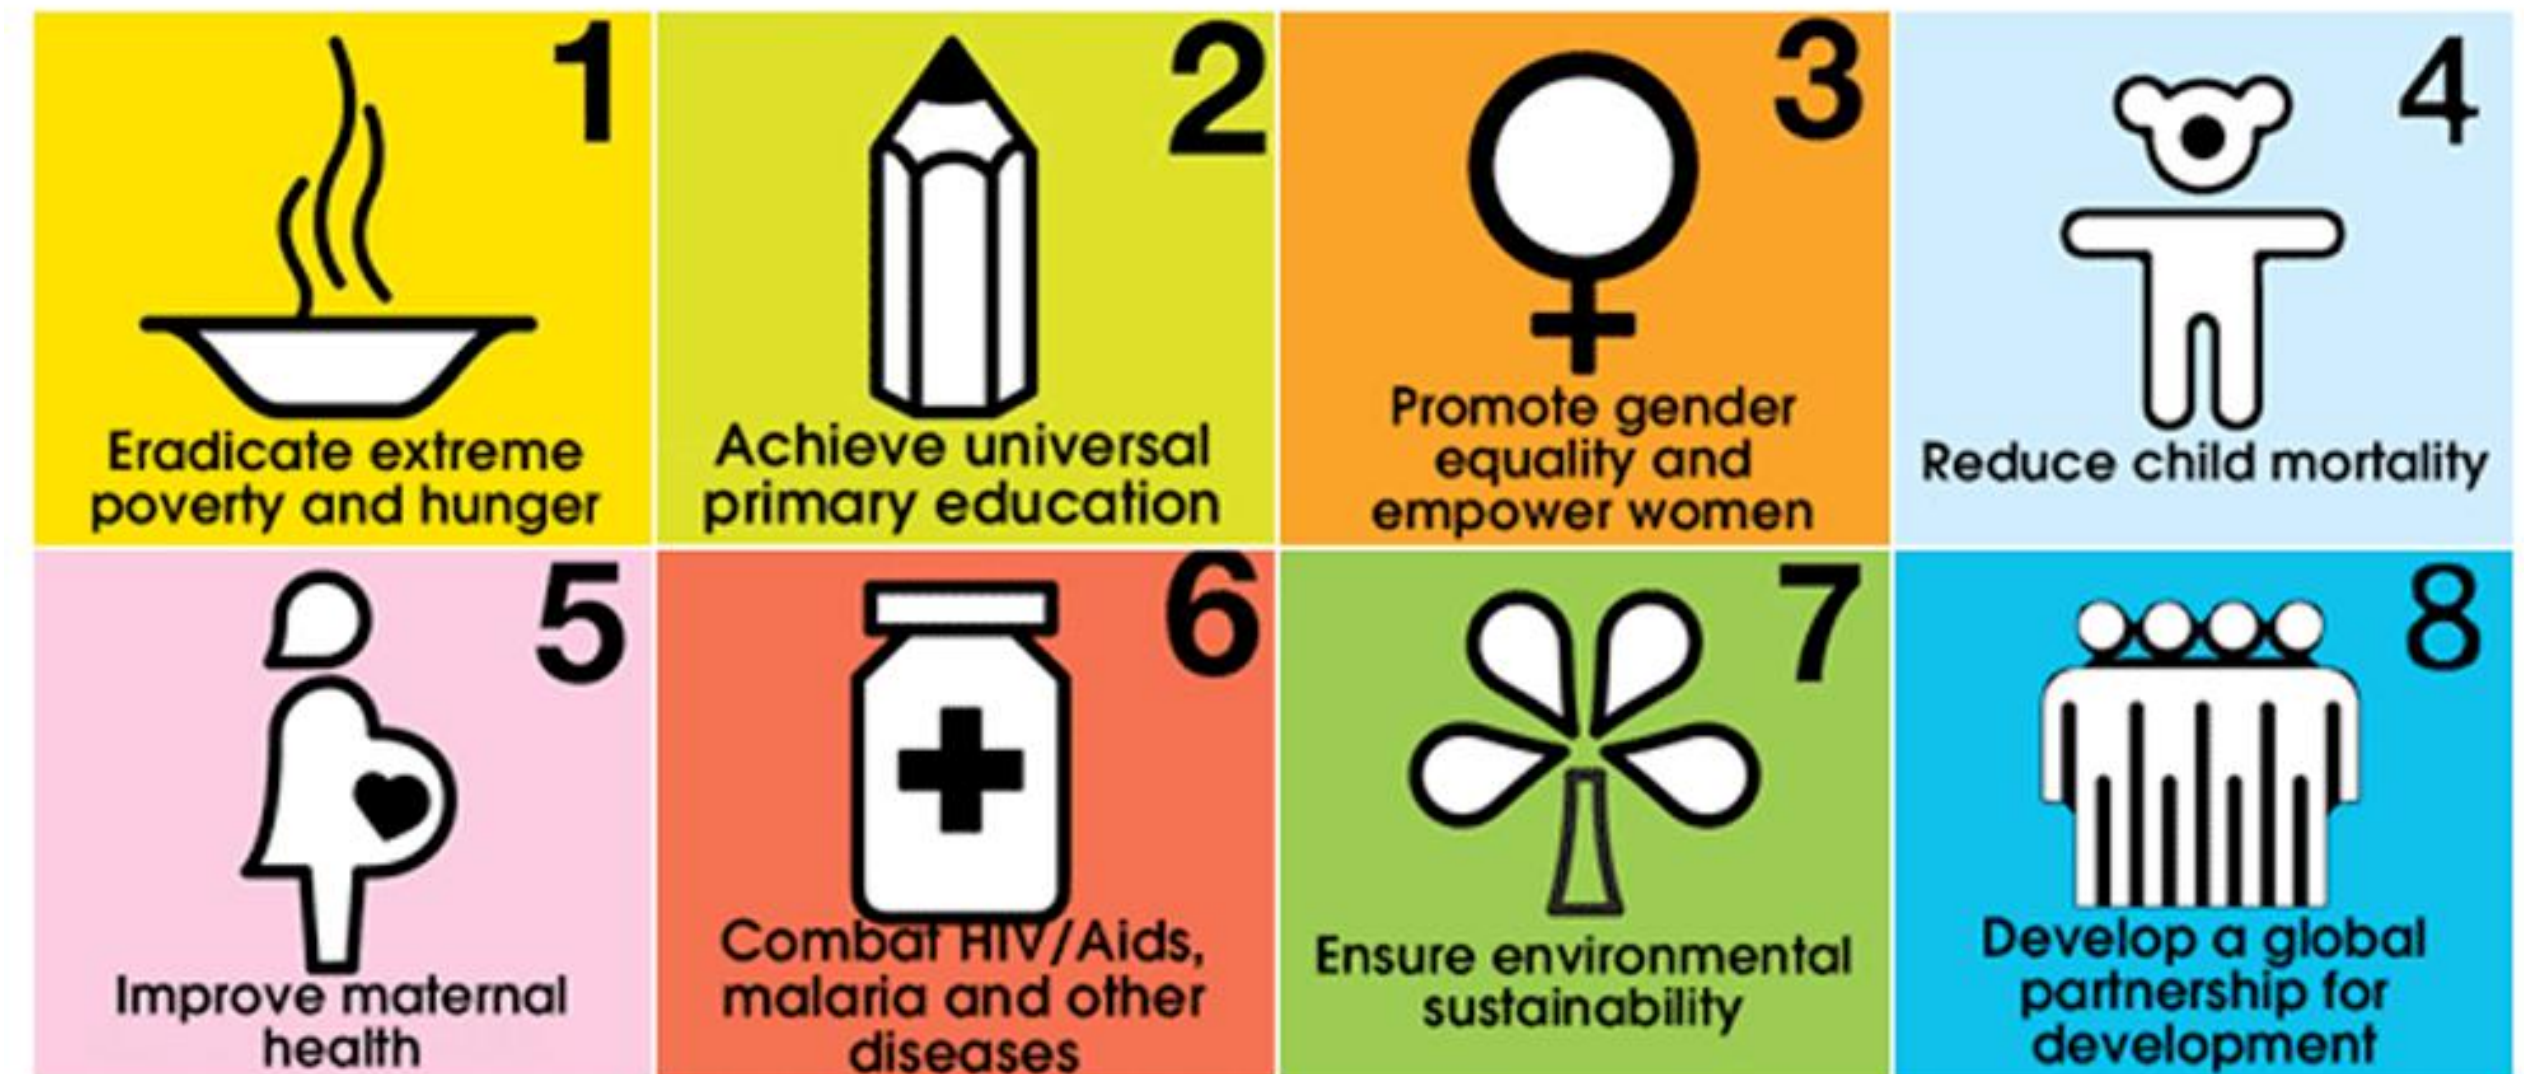 1
Eradicate extreme
poverty and hunger
2
Achieve universal
primary education
3
Promote gender
equality and
empower women
4
Reduce child mortality
5
Improve maternal
health
6
Combat HIV/Aids,
malaria and other
diseases
7
Ensure environmental
sustainability
8
Develop a global
partnership for
development